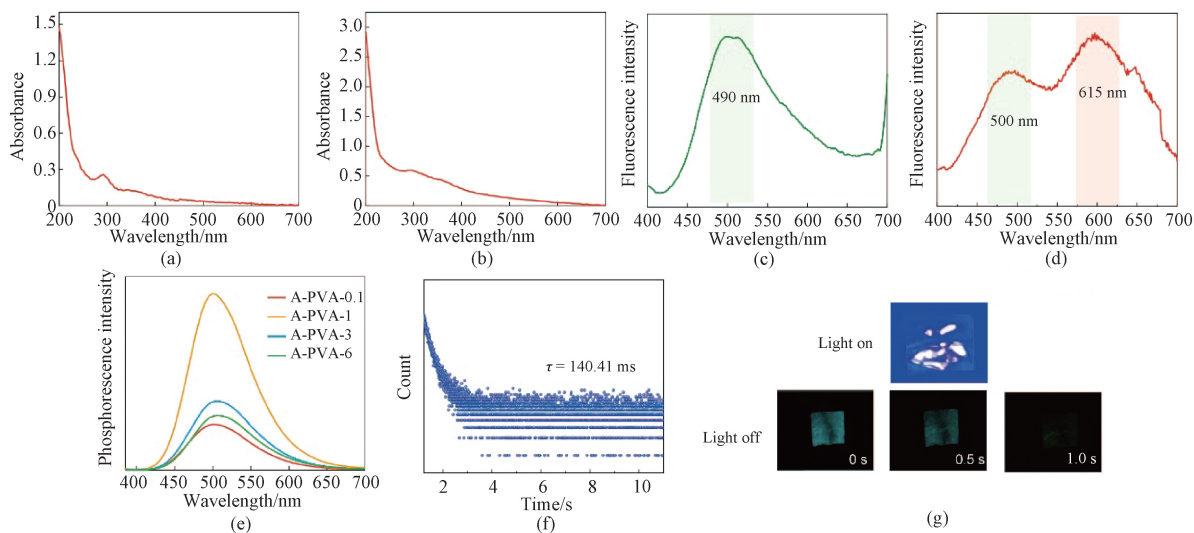 1.5
1.2
0.9
0.6
0.3
0
200
300
400
500
600
700
Absorbance
Wavelength/nm
(a)
3.0
2.5
2.0
1.5
1.0
0.5
0
200
300
400
500
600
700
Absorbance
Wavelength/nm
(b)
Fluorescence intensity
490 nm
400
450
500
550
600
650
700
Wavelength/nm
(c)
Fluorescence intensity
500 nm
615 nm
400
450
500
550
600
650
700
Wavelength/nm
(d)
Phosphorescence intensity
A-PVA-0.1
A-PVA-1
A-PVA-3
A-PVA-6
400
450
500
550
600
650
700
Wavelength/nm
(e)
Count
τ = 140.41 ms
2
4
6
8
10
Time/s
(f)
Light on
Light off
0 s
0.5 s
1.0 s
(g)